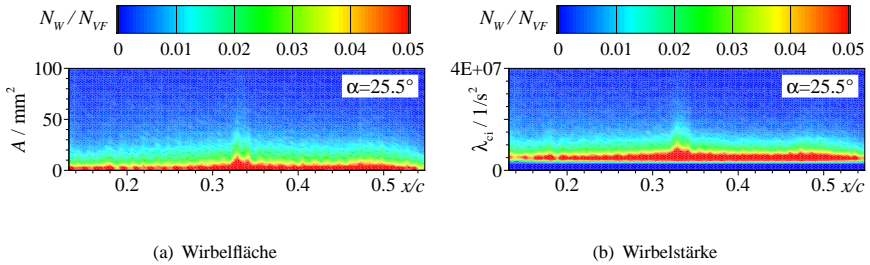 N_W / N_VF
0 0.01 0.02 0.03 0.04 0.05
100
50
0
A / mm²
α=25.5°
0.2 0.3 0.4 0.5 x/c
(a) Wirbelfläche
N_W / N_VF
0 0.01 0.02 0.03 0.04 0.05
4E+07
0
λ_ci / 1/s²
α=25.5°
0.2 0.3 0.4 0.5 x/c
(b) Wirbelstärke